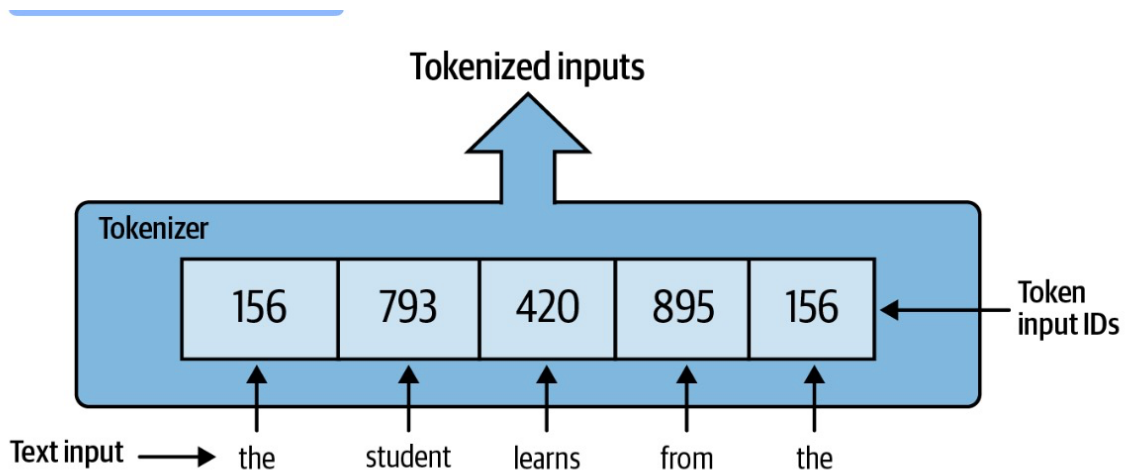 Tokenized inputs
Tokenizer
156 793 420 895 156
Token
input IDs
Text input the student learns from the